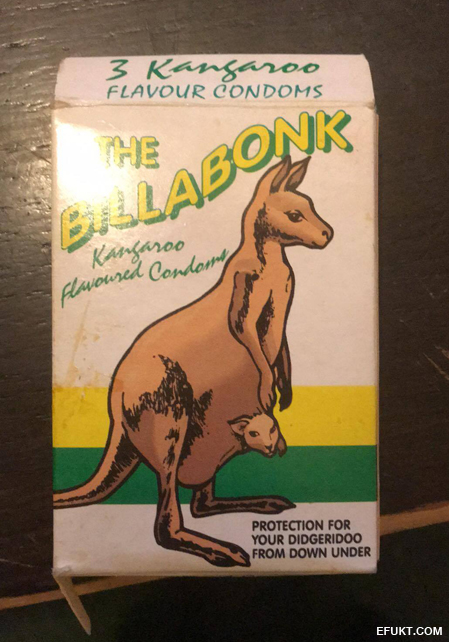 3 Kangaroo
FLAVOUR CONDOMS
THE
BILLABONK
Kangaroo
Flavoured Condoms
PROTECTION FOR
YOUR DIDGERIDOO
FROM DOWN UNDER
EFUKT.COM